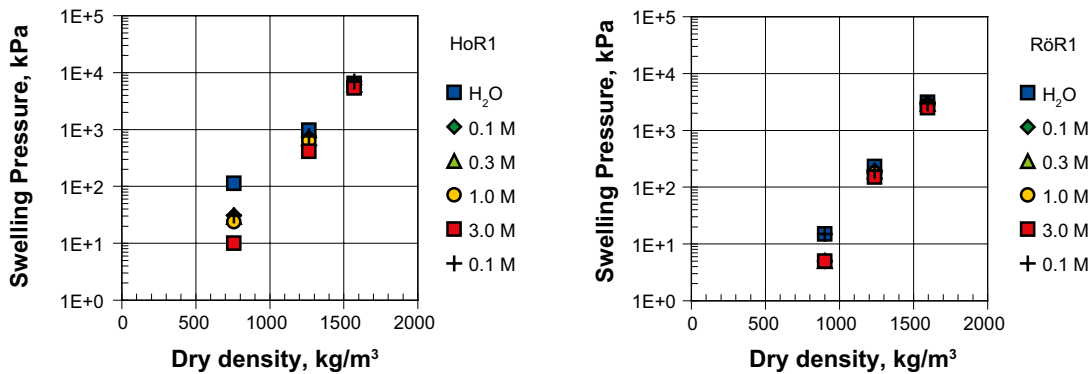 Swelling Pressure, kPa
1E+5
1E+4
1E+3
1E+2
1E+1
1E+0
0
500
1000
1500
2000
Dry density, kg/m³
HoR1
H₂O
0.1 M
0.3 M
1.0 M
3.0 M
0.1 M
Swelling Pressure, kPa
1E+5
1E+4
1E+3
1E+2
1E+1
1E+0
0
500
1000
1500
2000
Dry density, kg/m³
RöR1
H₂O
0.1 M
0.3 M
1.0 M
3.0 M
0.1 M